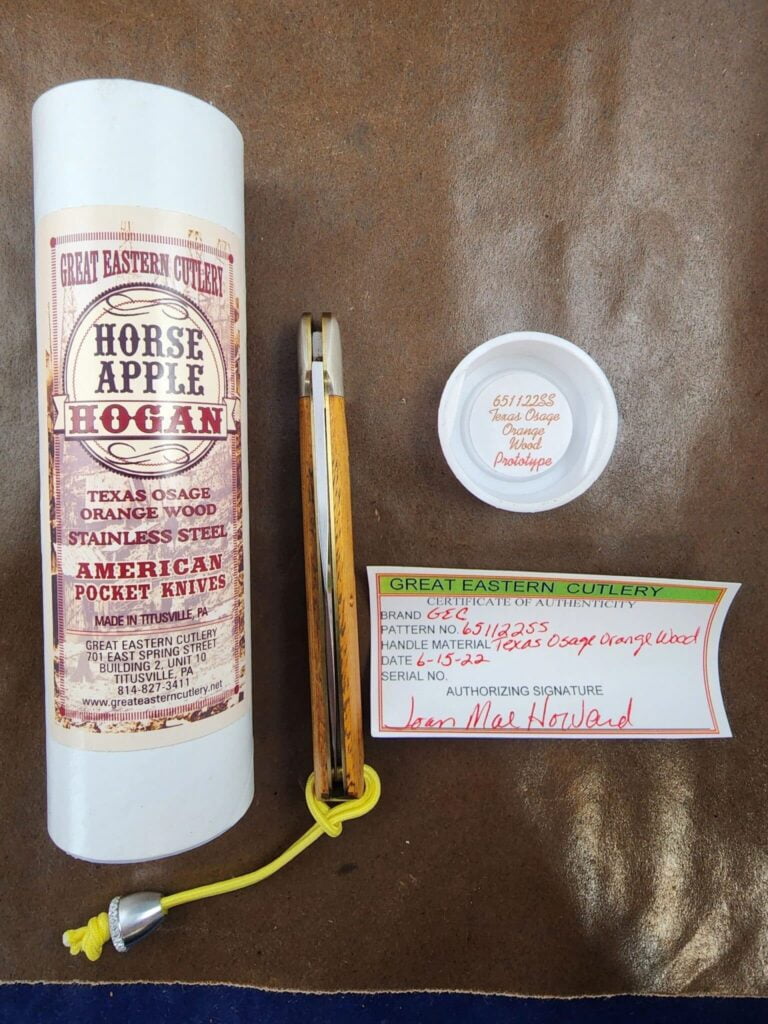 GREAT EASTERN CUTLERY
HORSE
APPLE
HOGAN
TEXAS OSAGE
ORANGE WOOD
STAINLESS STEEL
AMERICAN
POCKET KNIVES
MADE IN TITUSVILLE, PA
GREAT EASTERN CUTLERY
701 EAST SPRING STREET
BUILDING 2, UNIT 10
TITUSVILLE, PA
814-827-3411
www.greateasterncutlery.net
651122SS
Texas Osage
Orange
Wood
Prototype
GREAT EASTERN CUTLERY
CERTIFICATE OF AUTHENTICITY
BRAND GEC
PATTERN NO. 651122SS
HANDLE MATERIAL Texas Osage Orange Wood
DATE 6-15-22
SERIAL NO.
AUTHORIZING SIGNATURE
Joan Mae Howard